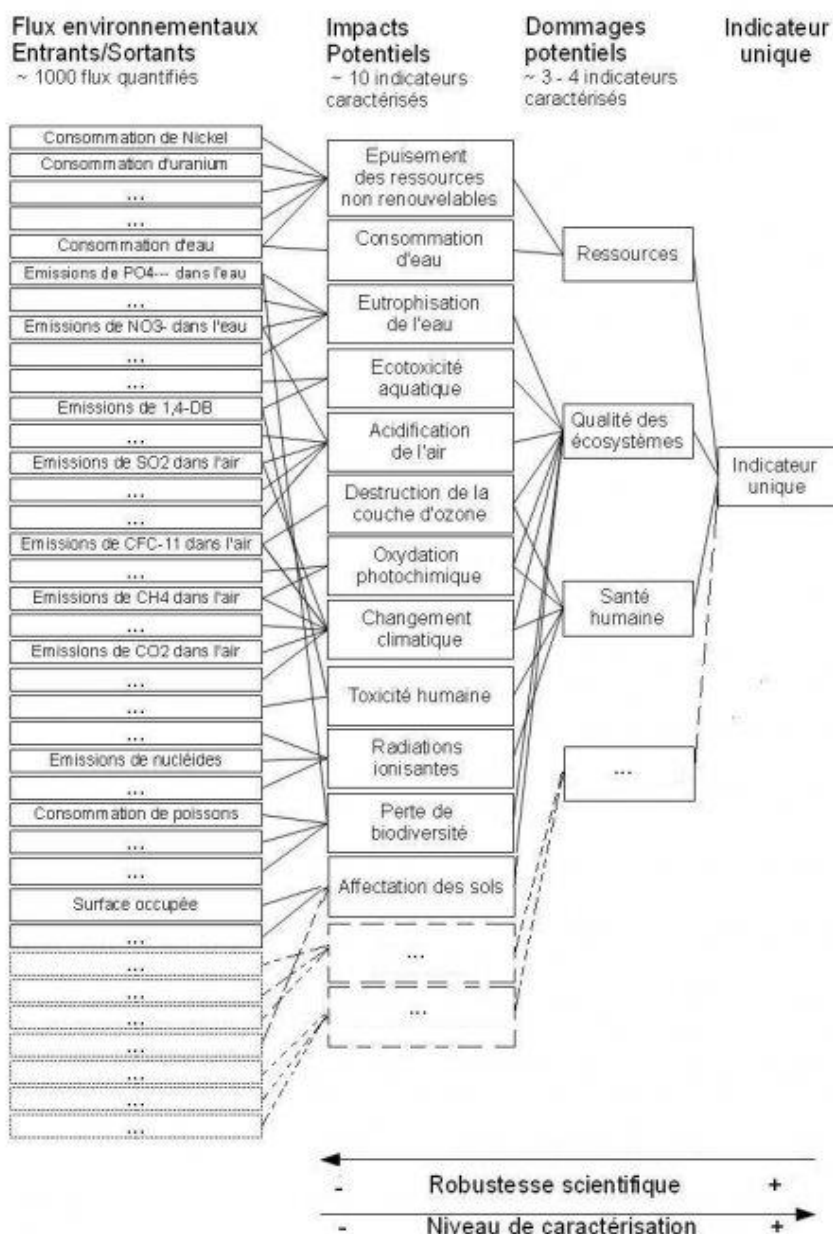 Flux environnementaux
Entrants/Sortants
~ 1000 flux quantifiés
Impacts
Potentiels
~ 10 indicateurs
caractérisés
Dommages
potentiels
~ 3 - 4 indicateurs
caractérisés
Indicateur
unique
Consommation de Nickel
Consommation d'uranium
...
...
Consommation d'eau
Emissions de PO4--- dans l'eau
...
Emissions de NO3- dans l'eau
...
...
Emissions de 1,4-DB
...
Emissions de SO2 dans l'air
...
...
Emissions de CFC-11 dans l'air
...
Emissions de CH4 dans l'air
...
Emissions de CO2 dans l'air
...
...
...
Emissions de nucléides
...
Consommation de poissons
...
...
Surface occupée
...
...
...
...
...
...
...
...
Epuisement
des ressources
non renouvelables
Consommation
d'eau
Eutrophisation
de l'eau
Ecotoxicité
aquatique
Acidification
de l'air
Destruction de la
couche d'ozone
Oxydation
photochimique
Changement
climatique
Toxicité humaine
Radiations
ionisantes
Perte de
biodiversité
Affectation des sols
...
...
Ressources
Qualité des
écosystèmes
Santé
humaine
...
Indicateur
unique
- Robustesse scientifique +
- Niveau de caractérisation +